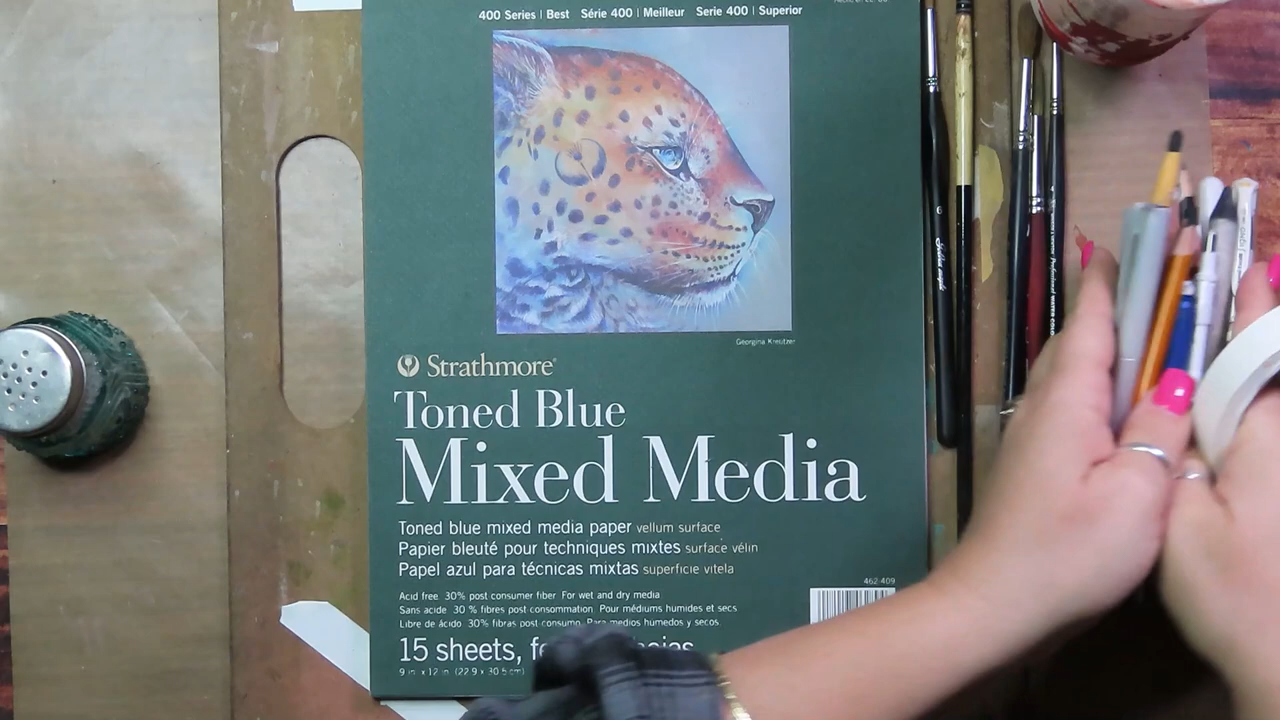 400 Series | Best Série 400 | Meilleur Serie 400 | Superior
Georgina Kreutzer
Strathmore®
Toned Blue
Mixed Media
Toned blue mixed media paper vellum surface
Papier bleuté pour techniques mixtes surface vélin
Papel azul para técnicas mixtas superficie vitela
462-409
Acid free 30% post consumer fiber For wet and dry media
Sans acide 30 % fibres post-consommation Pour médiums humides et secs
Libre de ácido 30% fibras post-consumo Para medios húmedos y secos
15 sheets,
9 in x 12 in (22.9 x 30.5 cm)